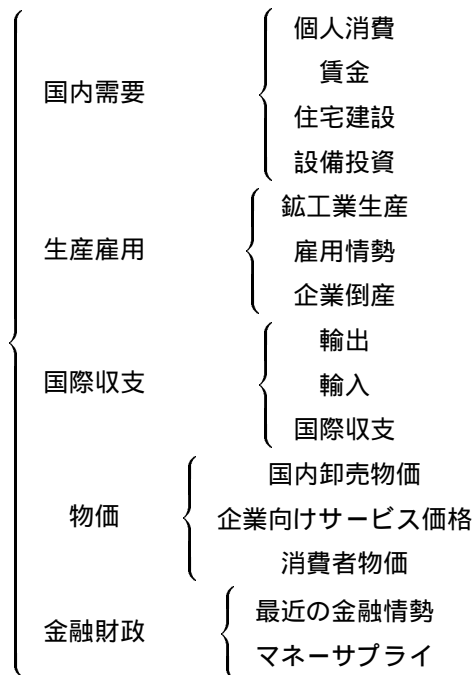 国内需要
個人消費
賃金
住宅建設
設備投資
生産雇用
鉱工業生産
雇用情勢
企業倒産
国際収支
輸出
輸入
国際収支
物価
国内卸売物価
企業向けサービス価格
消費者物価
金融財政
最近の金融情勢
マネーサプライ